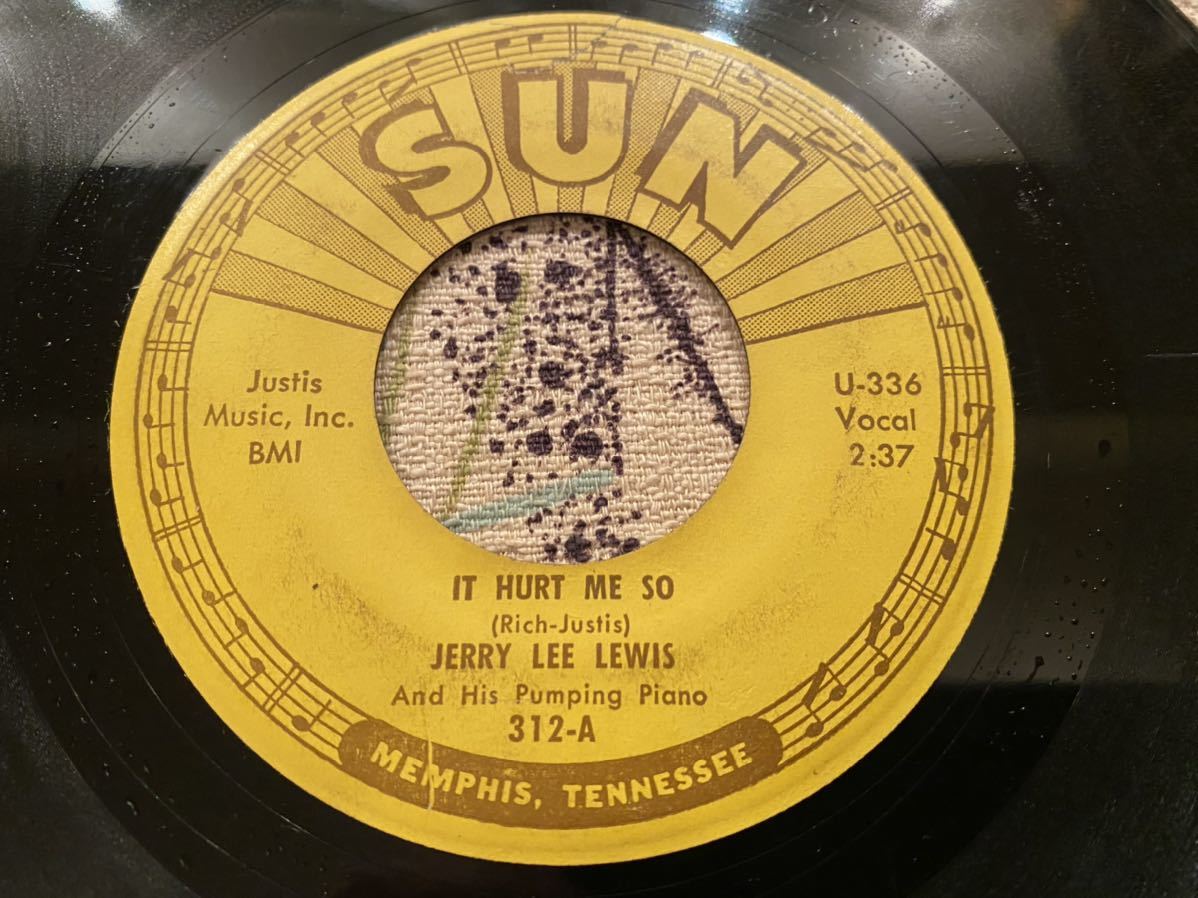 SUN
Justis
Music, Inc.
BMI
U-336
Vocal
2:37
IT HURT ME SO
(Rich-Justis)
JERRY LEE LEWIS
And His Pumping Piano
312-A
MEMPHIS, TENNESSEE